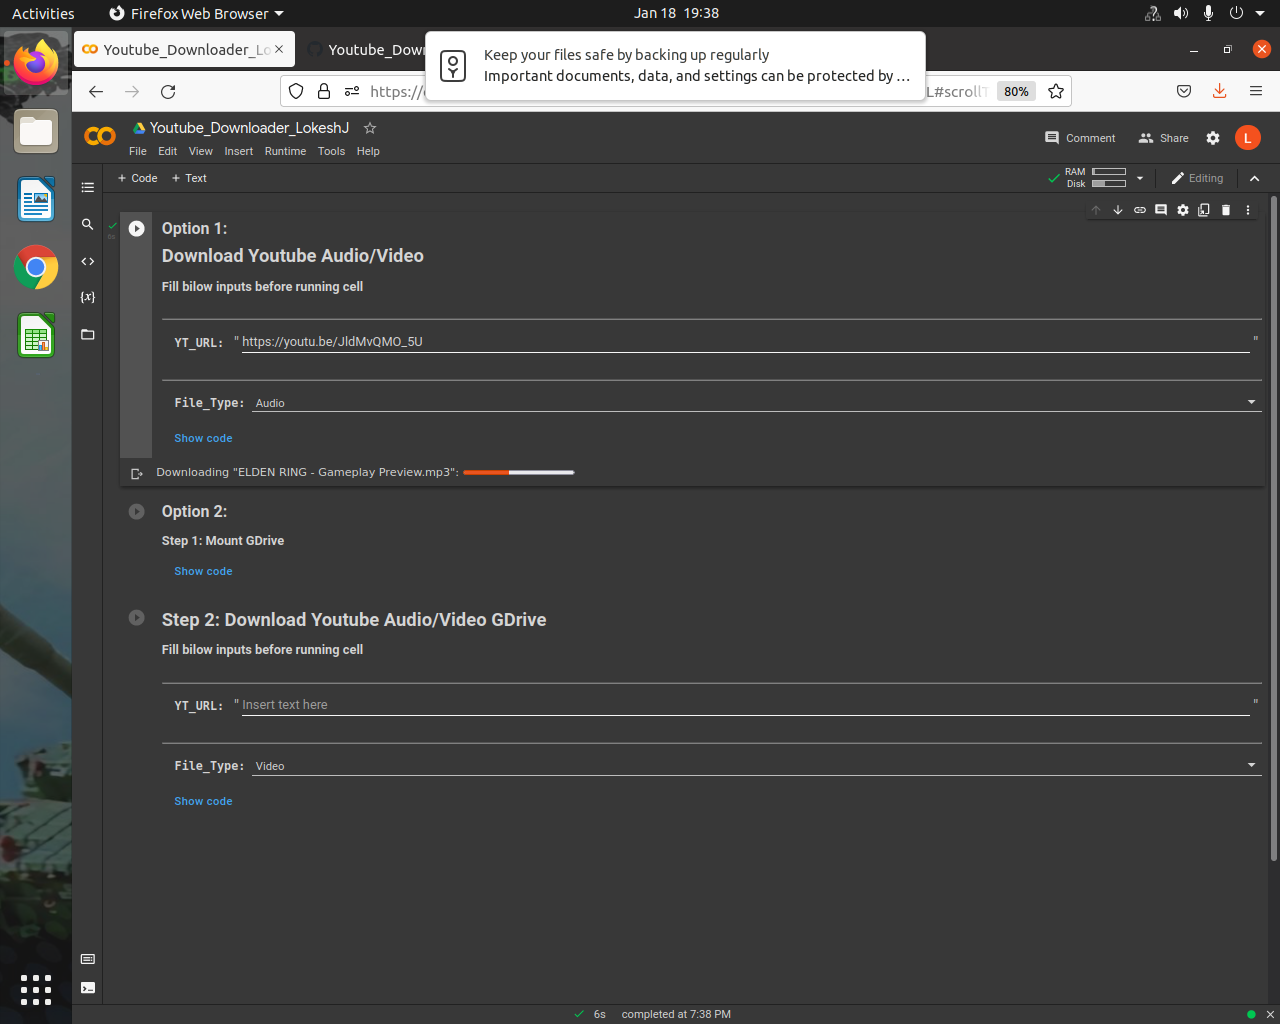 Activities
Firefox Web Browser
Jan 18 19:38
Youtube_Downloader_Lo
Youtube_Dow
Keep your files safe by backing up regularly
Important documents, data, and settings can be protected by …
https://
L#scrollT
80%
Youtube_Downloader_LokeshJ
File Edit View Insert Runtime Tools Help
Comment
Share
L
+ Code
+ Text
RAM
Disk
Editing
Option 1:
Download Youtube Audio/Video
Fill bilow inputs before running cell
YT_URL: " https://youtu.be/JldMvQMO_5U "
File_Type: Audio
Show code
Downloading "ELDEN RING - Gameplay Preview.mp3":
Option 2:
Step 1: Mount GDrive
Show code
Step 2: Download Youtube Audio/Video GDrive
Fill bilow inputs before running cell
YT_URL: " Insert text here "
File_Type: Video
Show code
6s completed at 7:38 PM